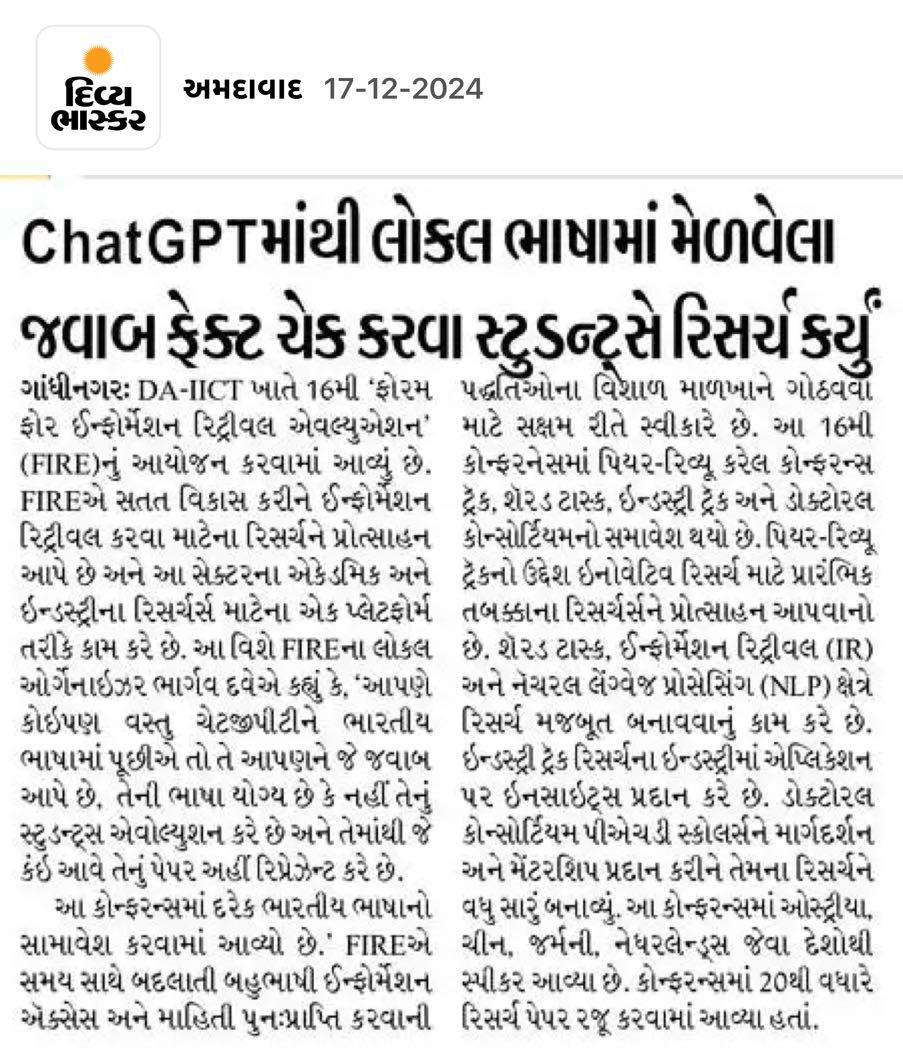 દિવ્ય
ભાસ્કર
અમદાવાદ 17-12-2024
ChatGPTમાંથી લોકલ ભાષામાં મેળવેલા
જવાબ ફેક્ટ ચેક કરવા સ્ટુડન્ટ્સે રિસર્ચ કર્યું
ગાંધીનગર: DA-IICT ખાતે 16મી ‘ફોરમ
ફોર ઈન્ફોર્મેશન રિટ્રીવલ એવલ્યુએશન’
(FIRE)નું આયોજન કરવામાં આવ્યું છે.
FIREએ સતત વિકાસ કરીને ઈન્ફોર્મેશન
રિટ્રીવલ કરવા માટેના રિસર્ચને પ્રોત્સાહન
આપે છે અને આ સેક્ટરના એકેડમિક અને
ઇન્ડસ્ટ્રીના રિસર્ચર્સ માટેના એક પ્લેટફોર્મ
તરીકે કામ કરે છે. આ વિશે FIREના લોકલ
ઓર્ગેનાઇઝર ભાર્ગવ દવેએ કહ્યું કે, ‘આપણે
કોઇપણ વસ્તુ ચેટજીપીટીને ભારતીય
ભાષામાં પૂછીએ તો તે આપણને જે જવાબ
આપે છે, તેની ભાષા યોગ્ય છે કે નહીં તેનું
સ્ટુડન્ટ્સ એવોલ્યુશન કરે છે અને તેમાંથી જે
કંઇ આવે તેનું પેપર અહીં રિપ્રેઝેન્ટ કરે છે.
આ કોન્ફરન્સમાં દરેક ભારતીય ભાષાનો
સામાવેશ કરવામાં આવ્યો છે.’ FIREએ
સમય સાથે બદલાતી બહુભાષી ઈન્ફોર્મેશન
ઍક્સેસ અને માહિતી પુનઃપ્રાપ્તિ કરવાની
પદ્ધતિઓના વિશાળ માળખાને ગોઠવવા
માટે સક્ષમ રીતે સ્વીકારે છે. આ 16મી
કોન્ફરનેસમાં પિયર-રિવ્યૂ કરેલ કોન્ફરન્સ
ટ્રૅક, શૅરડ ટાસ્ક, ઇન્ડસ્ટ્રી ટ્રૅક અને ડોક્ટોરલ
કોન્સોર્ટિયમનો સમાવેશ થયો છે. પિયર-રિવ્યૂ
ટ્રૅકનો ઉદ્દેશ ઇનોવેટિવ રિસર્ચ માટે પ્રારંભિક
તબક્કાના રિસર્ચર્સને પ્રોત્સાહન આપવાનો
છે. શૅરડ ટાસ્ક, ઈન્ફોર્મેશન રિટ્રીવલ (IR)
અને નૅચરલ લૅંગ્વેજ પ્રોસેસિંગ (NLP) ક્ષેત્રે
રિસર્ચ મજબૂત બનાવવાનું કામ કરે છે.
ઇન્ડસ્ટ્રી ટ્રૅક રિસર્ચના ઇન્ડસ્ટ્રીમાં એપ્લિકેશન
પર ઇનસાઇટ્સ પ્રદાન કરે છે. ડોક્ટોરલ
કોન્સોર્ટિયમ પીએચડી સ્કોલર્સને માર્ગદર્શન
અને મેંટરશિપ પ્રદાન કરીને તેમના રિસર્ચને
વધુ સારું બનાવ્યું. આ કોન્ફરન્સમાં ઓસ્ટ્રીયા,
ચીન, જર્મની, નેધરલેન્ડ્સ જેવા દેશોથી
સ્પીકર આવ્યા છે. કોન્ફરન્સમાં 20થી વધારે
રિસર્ચ પેપર રજૂ કરવામાં આવ્યા હતાં.